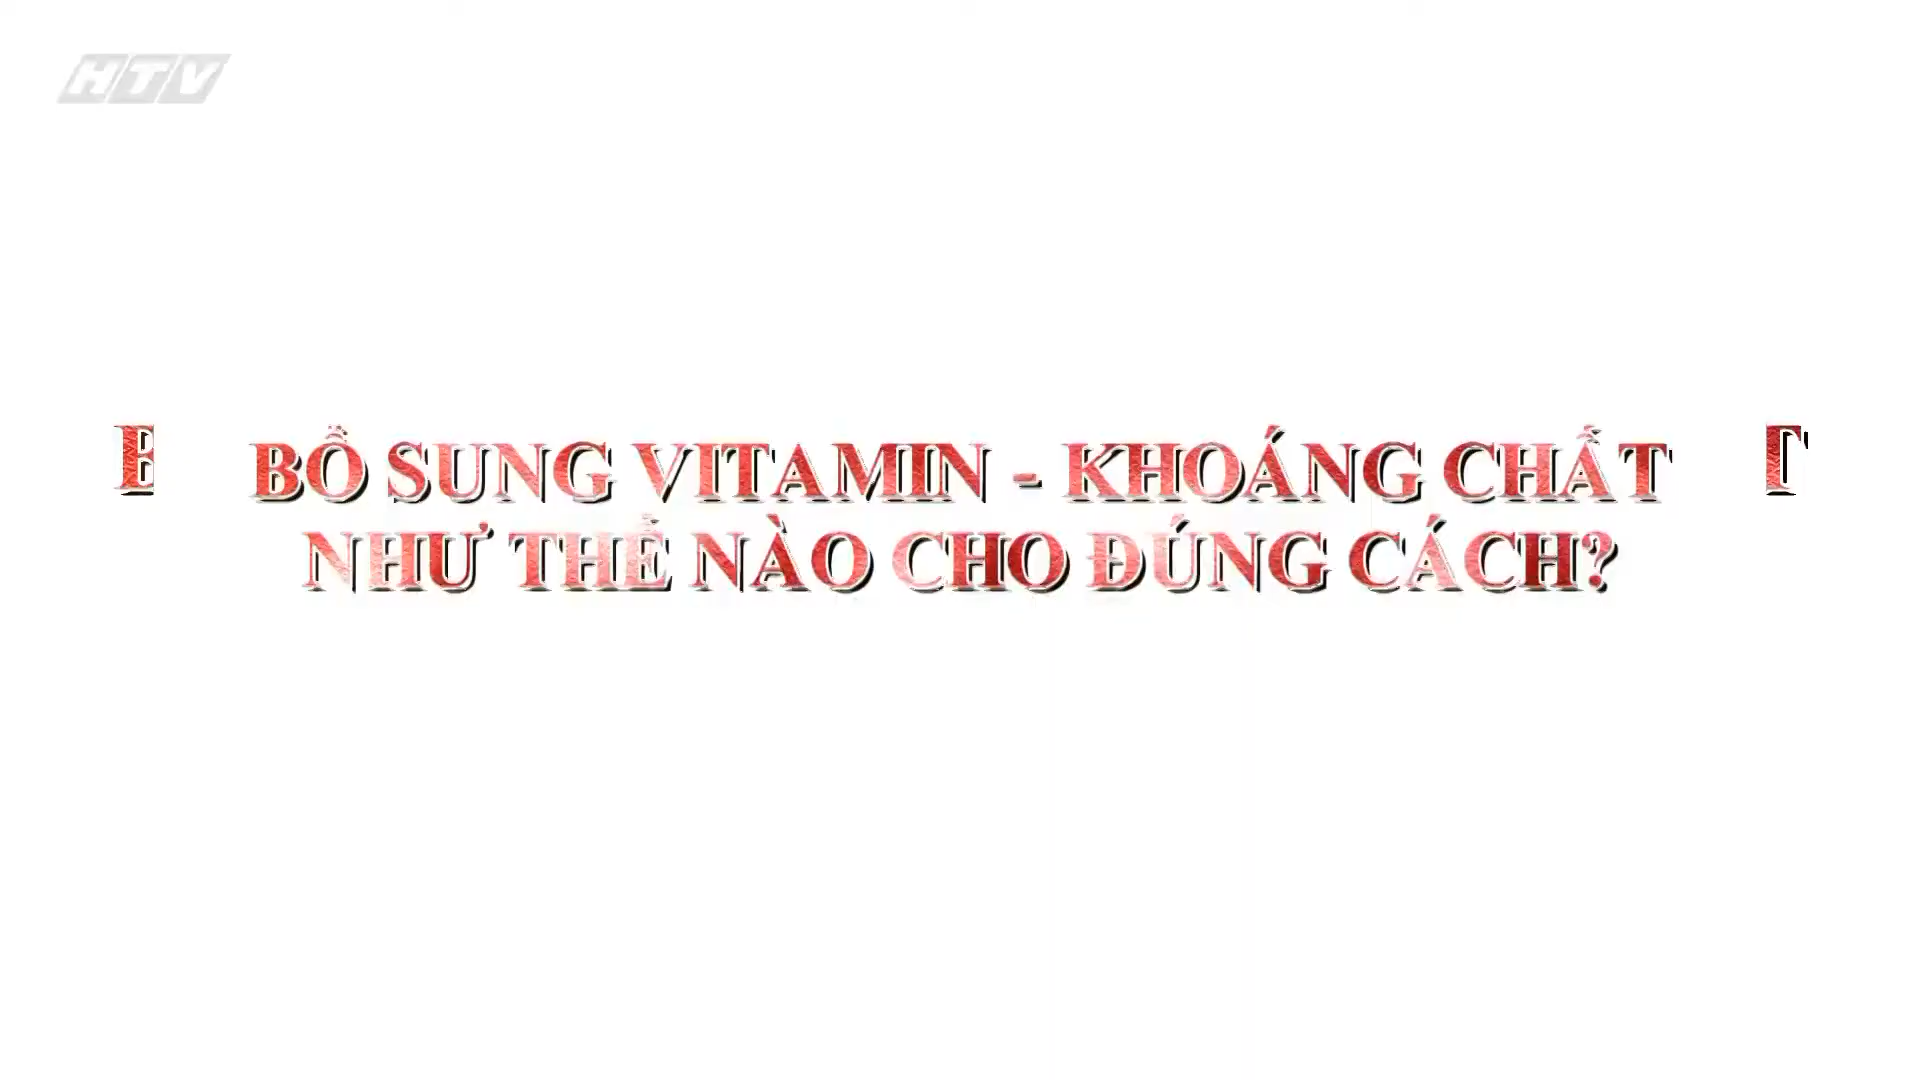 HTV
BỔ SUNG VITAMIN - KHOÁNG CHẤT
NHƯ THẾ NÀO CHO ĐÚNG CÁCH?